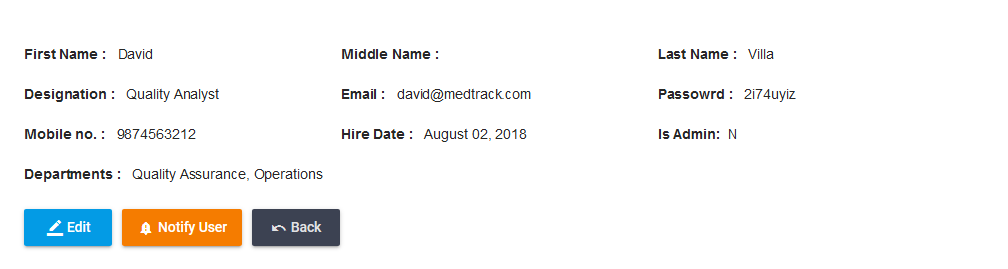 First Name : David Middle Name : Last Name : Villa
Designation : Quality Analyst Email : david@medtrack.com Passowrd : 2i74uyiz
Mobile no. : 9874563212 Hire Date : August 02, 2018 Is Admin: N
Departments : Quality Assurance, Operations
Edit Notify User Back